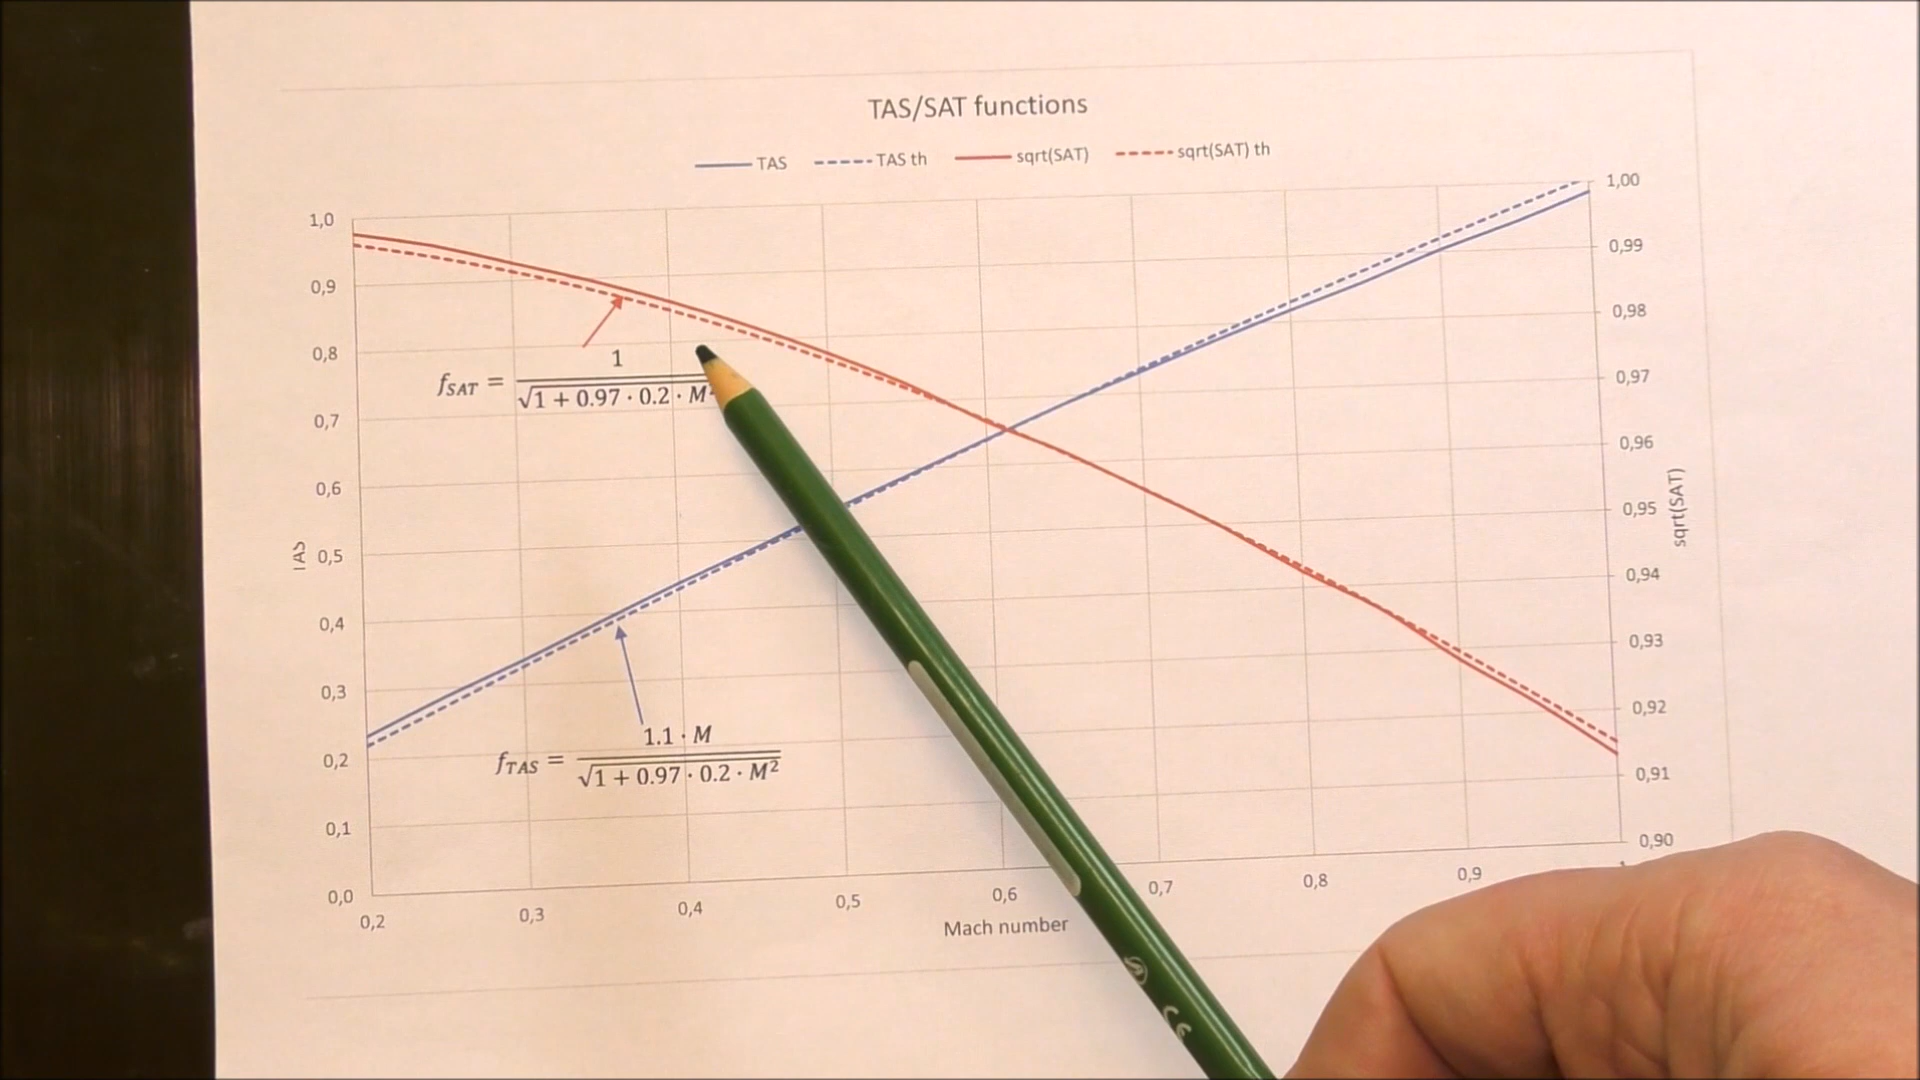 TAS/SAT functions
TAS TAS th sqrt(SAT) sqrt(SAT) th
1,0
0,9
0,8
0,7
0,6
0,5
0,4
0,3
0,2
0,1
0,0
TAS
1,00
0,99
0,98
0,97
0,96
0,95
0,94
0,93
0,92
0,91
0,90
sqrt(SAT)
f_SAT = 1 / √1 + 0.97 · 0.2 · M
f_TAS = 1.1 · M / √1 + 0.97 · 0.2 · M²
0,2 0,3 0,4 0,5 0,6 0,7 0,8 0,9
Mach number
CE